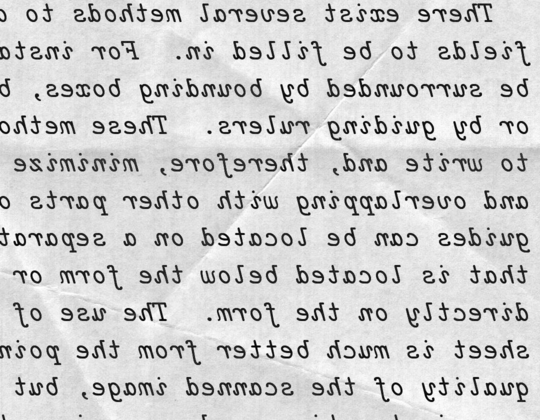 There exist several methods to
fields to be filled in. For insta
be surrounded by bounding boxes, b
or by guiding rulers. These metho
to write and, therefore, minimize
and overlapping with other parts o
guides can be located on a separat
that is located below the form or
directly on the form. The use of
sheet is much better from the poin
quality of the scanned image, but